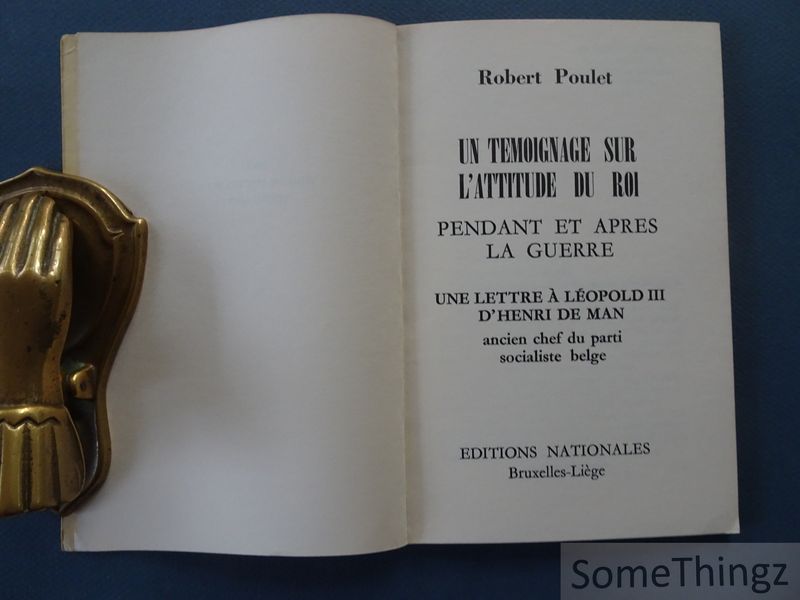 Robert Poulet
UN TEMOIGNAGE SUR
L'ATTITUDE DU ROI
PENDANT ET APRES
LA GUERRE
UNE LETTRE À LÉOPOLD III
D'HENRI DE MAN
ancien chef du parti
socialiste belge
EDITIONS NATIONALES
Bruxelles-Liège
SomeThingz